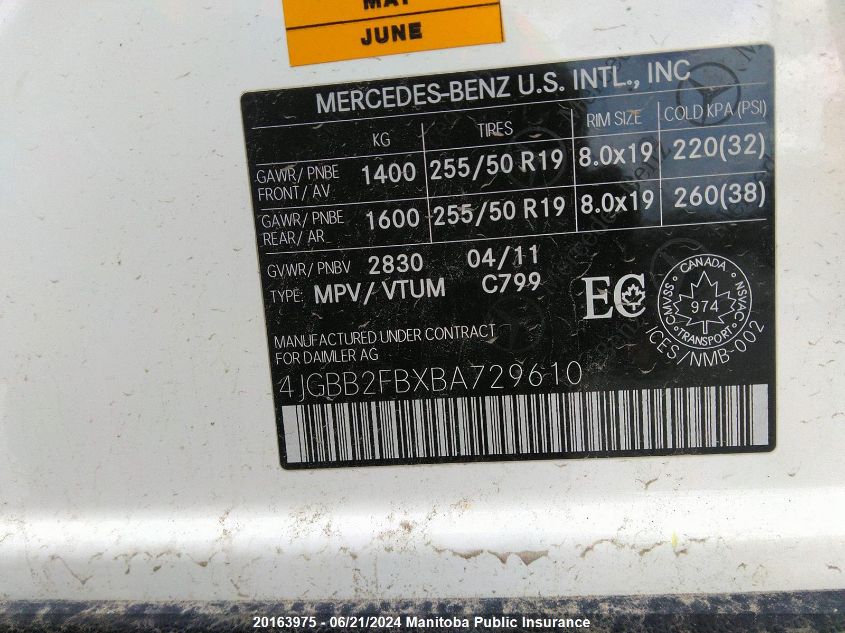 MAY
JUNE
MERCEDES-BENZ U.S. INTL., INC
KG TIRES RIM SIZE COLD KPA (PSI)
GAWR/ PNBE FRONT/ AV 1400 255/50 R19 8.0x19 220(32)
GAWR/ PNBE REAR/ AR 1600 255/50 R19 8.0x19 260(38)
GVWR/ PNBV 2830 04/11
TYPE: MPV/ VTUM C799
EC
CANADA
CMVSS 974 NSVAC
TRANSPORT
ICES/NMB-002
MANUFACTURED UNDER CONTRACT
FOR DAIMLER AG
4JGBB2FBXBA729610
20163975 - 06/21/2024 Manitoba Public Insurance